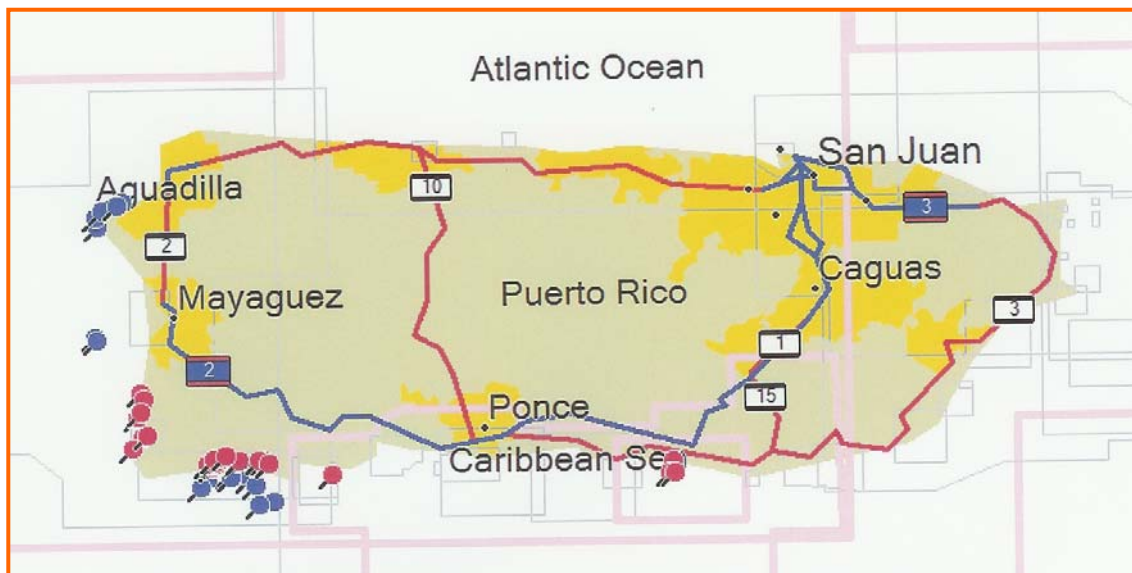 Atlantic Ocean
San Juan
Aguadilla
10
3
2
Caguas
Mayaguez
Puerto Rico
3
1
2
15
Ponce
Caribbean Sea